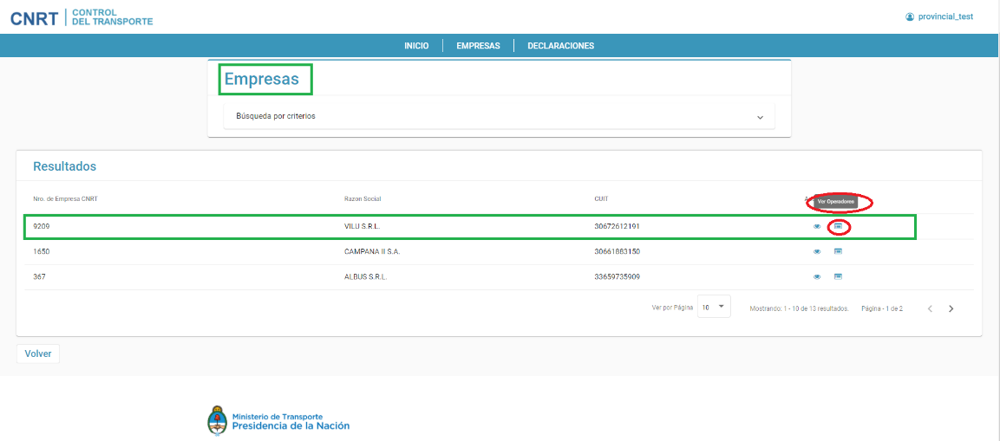 CNRT
CONTROL
DEL TRANSPORTE
provincial_test
INICIO EMPRESAS DECLARACIONES
Empresas
Búsqueda por criterios
Resultados
Nro. de Empresa CNRT Razon Social CUIT
Ver Operadores
9209 VILU S.R.L. 30672612191
1650 CAMPANA II S.A. 30661883150
367 ALBUS S.R.L. 33659735909
Ver por Página 10 Mostrando: 1 - 10 de 13 resultados. Página - 1 de 2
Volver
Ministerio de Transporte
Presidencia de la Nación